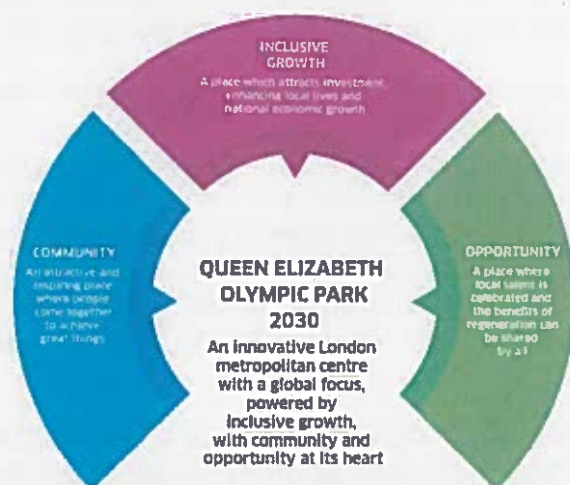 INCLUSIVE
GROWTH
A place which attracts investment,
enhancing local lives and
national economic growth
COMMUNITY
An attractive and
inspiring place
where people
come together
to achieve
great things
QUEEN ELIZABETH
OLYMPIC PARK
2030
An innovative London
metropolitan centre
with a global focus,
powered by
inclusive growth,
with community and
opportunity at its heart
OPPORTUNITY
A place where
local talent is
celebrated and
the benefits of
regeneration can
be shared
by all